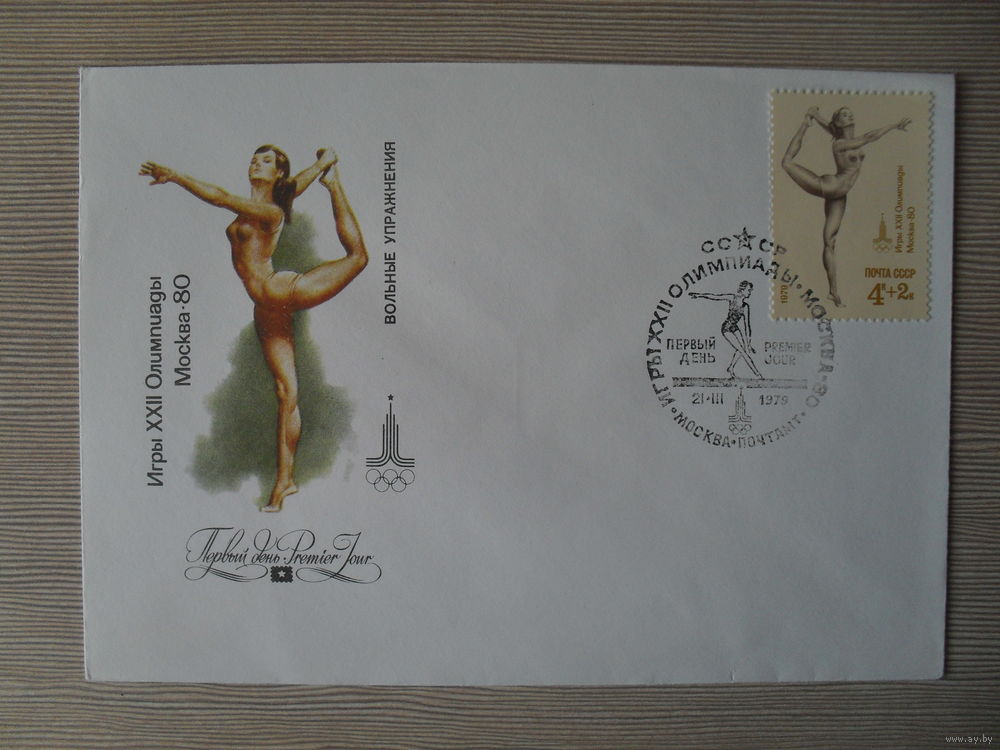 Игры XXII Олимпиады
Москва·80
ВОЛЬНЫЕ УПРАЖНЕНИЯ
Первый день·Premier Jour
Игры XXII Олимпиады
Москва·80
ПОЧТА СССР
4к+2к
1979
СССР
ИГРЫ XXII ОЛИМПИАДЫ·МОСКВА·80
ПЕРВЫЙ
ДЕНЬ
PREMIER
JOUR
21·III 1979
·МОСКВА·ПОЧТАМТ·
www.ay.by